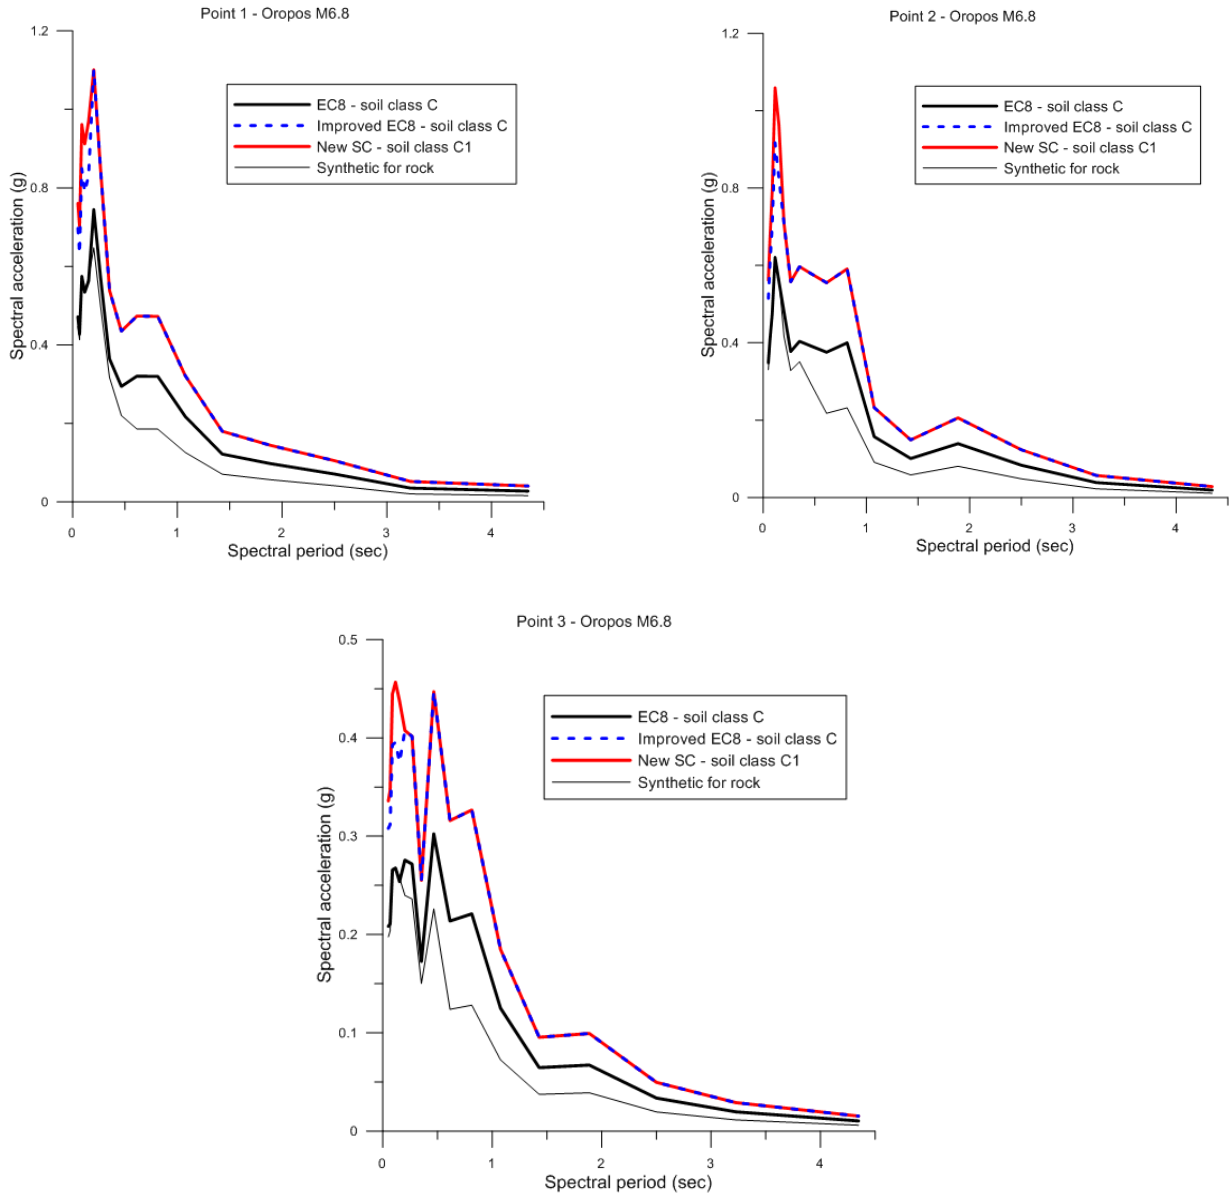 Point 1 - Oropos M6.8
1.2
0.8
0.4
0
Spectral acceleration (g)
EC8 - soil class C
Improved EC8 - soil class C
New SC - soil class C1
Synthetic for rock
0 1 2 3 4
Spectral period (sec)
Point 2 - Oropos M6.8
1.2
0.8
0.4
0
Spectral acceleration (g)
EC8 - soil class C
Improved EC8 - soil class C
New SC - soil class C1
Synthetic for rock
0 1 2 3 4
Spectral period (sec)
Point 3 - Oropos M6.8
0.5
0.4
0.3
0.2
0.1
0
Spectral acceleration (g)
EC8 - soil class C
Improved EC8 - soil class C
New SC - soil class C1
Synthetic for rock
0 1 2 3 4
Spectral period (sec)